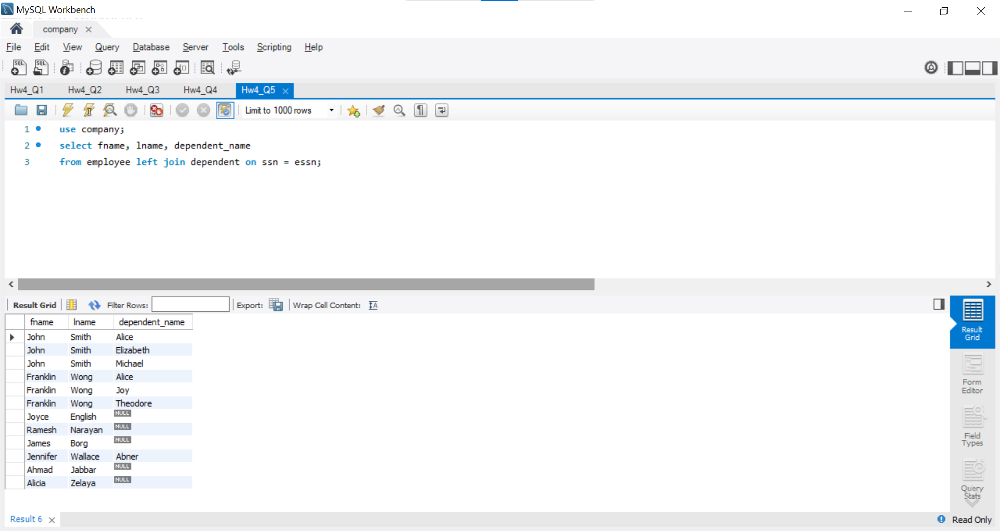 MySQL Workbench
company
File Edit View Query Database Server Tools Scripting Help
SQL SQL
Hw4_Q1 Hw4_Q2 Hw4_Q3 Hw4_Q4 Hw4_Q5
Limit to 1000 rows
1 use company;
2 select fname, lname, dependent_name
3 from employee left join dependent on ssn = essn;
Result Grid Filter Rows: Export: Wrap Cell Content:
fname lname dependent_name
John Smith Alice
John Smith Elizabeth
John Smith Michael
Franklin Wong Alice
Franklin Wong Joy
Franklin Wong Theodore
Joyce English NULL
Ramesh Narayan NULL
James Borg NULL
Jennifer Wallace Abner
Ahmad Jabbar NULL
Alicia Zelaya NULL
Result
Grid
Form
Editor
Field
Types
Query
Stats
Result 6
Read Only